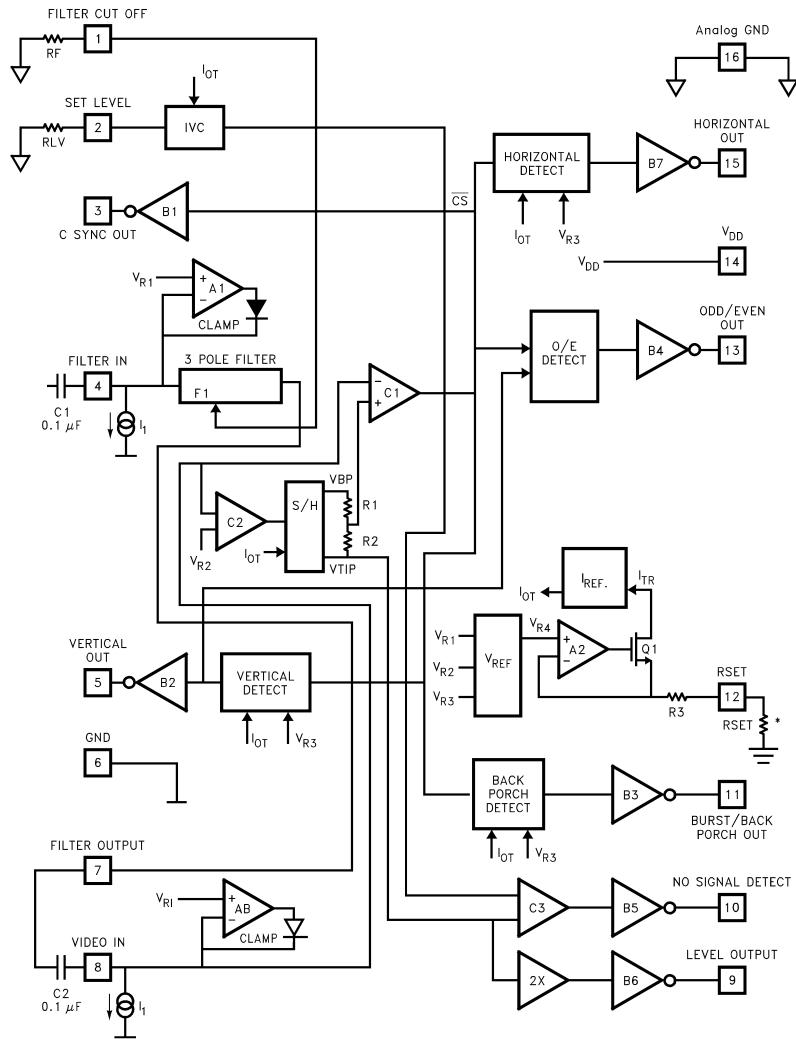 FILTER CUT OFF
1
RF
IOT
SET LEVEL
2
RLV
IVC
3
C SYNC OUT
B1
CS
VR1
+
−
A1
CLAMP
FILTER IN
4
C1
0.1 μF
I1
3 POLE FILTER
F1
−
+
C1
VBP
S/H
R1
R2
C2
VR2
IOT
VTIP
VERTICAL
OUT
5
B2
VERTICAL
DETECT
IOT
VR3
GND
6
FILTER OUTPUT
7
VRI
+
−
AB
CLAMP
VIDEO IN
8
C2
0.1 μF
I1
Analog GND
16
HORIZONTAL
OUT
HORIZONTAL
DETECT
B7
15
IOT
VR3
VDD
VDD
14
ODD/EVEN
OUT
O/E
DETECT
B4
13
IREF.
IOT
ITR
VR1
VR2
VR3
VREF
VR4
+
−
A2
Q1
RSET
12
R3
RSET
*
BACK
PORCH
DETECT
B3
11
BURST/BACK
PORCH OUT
IOT
VR3
NO SIGNAL DETECT
C3
B5
10
LEVEL OUTPUT
2X
B6
9